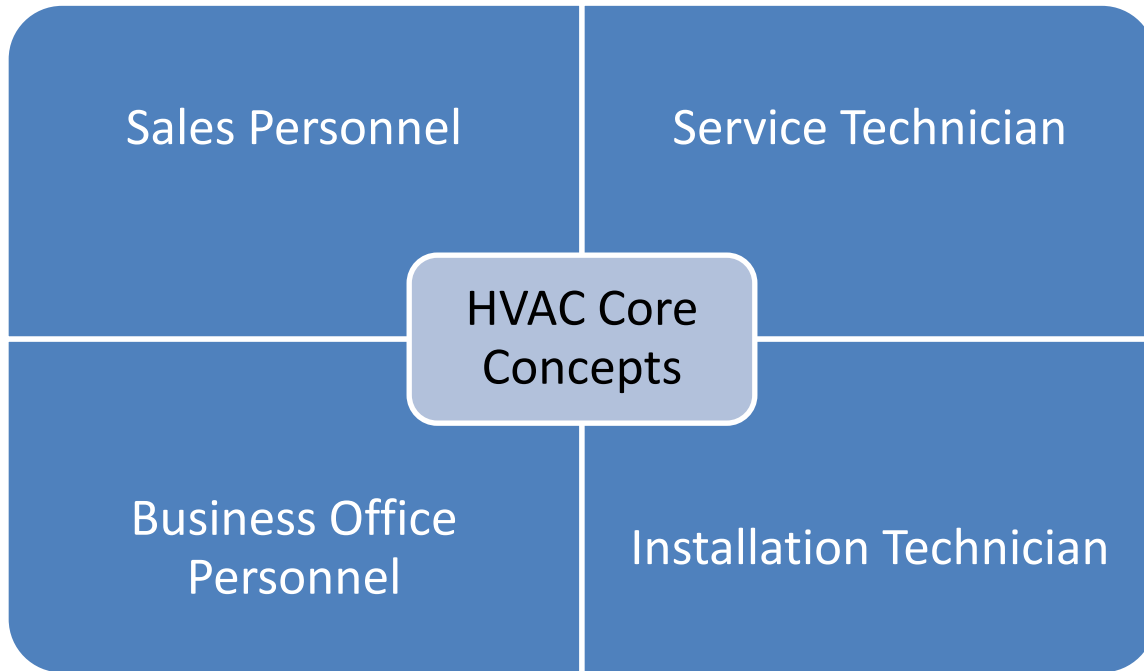 Sales Personnel
Service Technician
HVAC Core
Concepts
Business Office
Personnel
Installation Technician